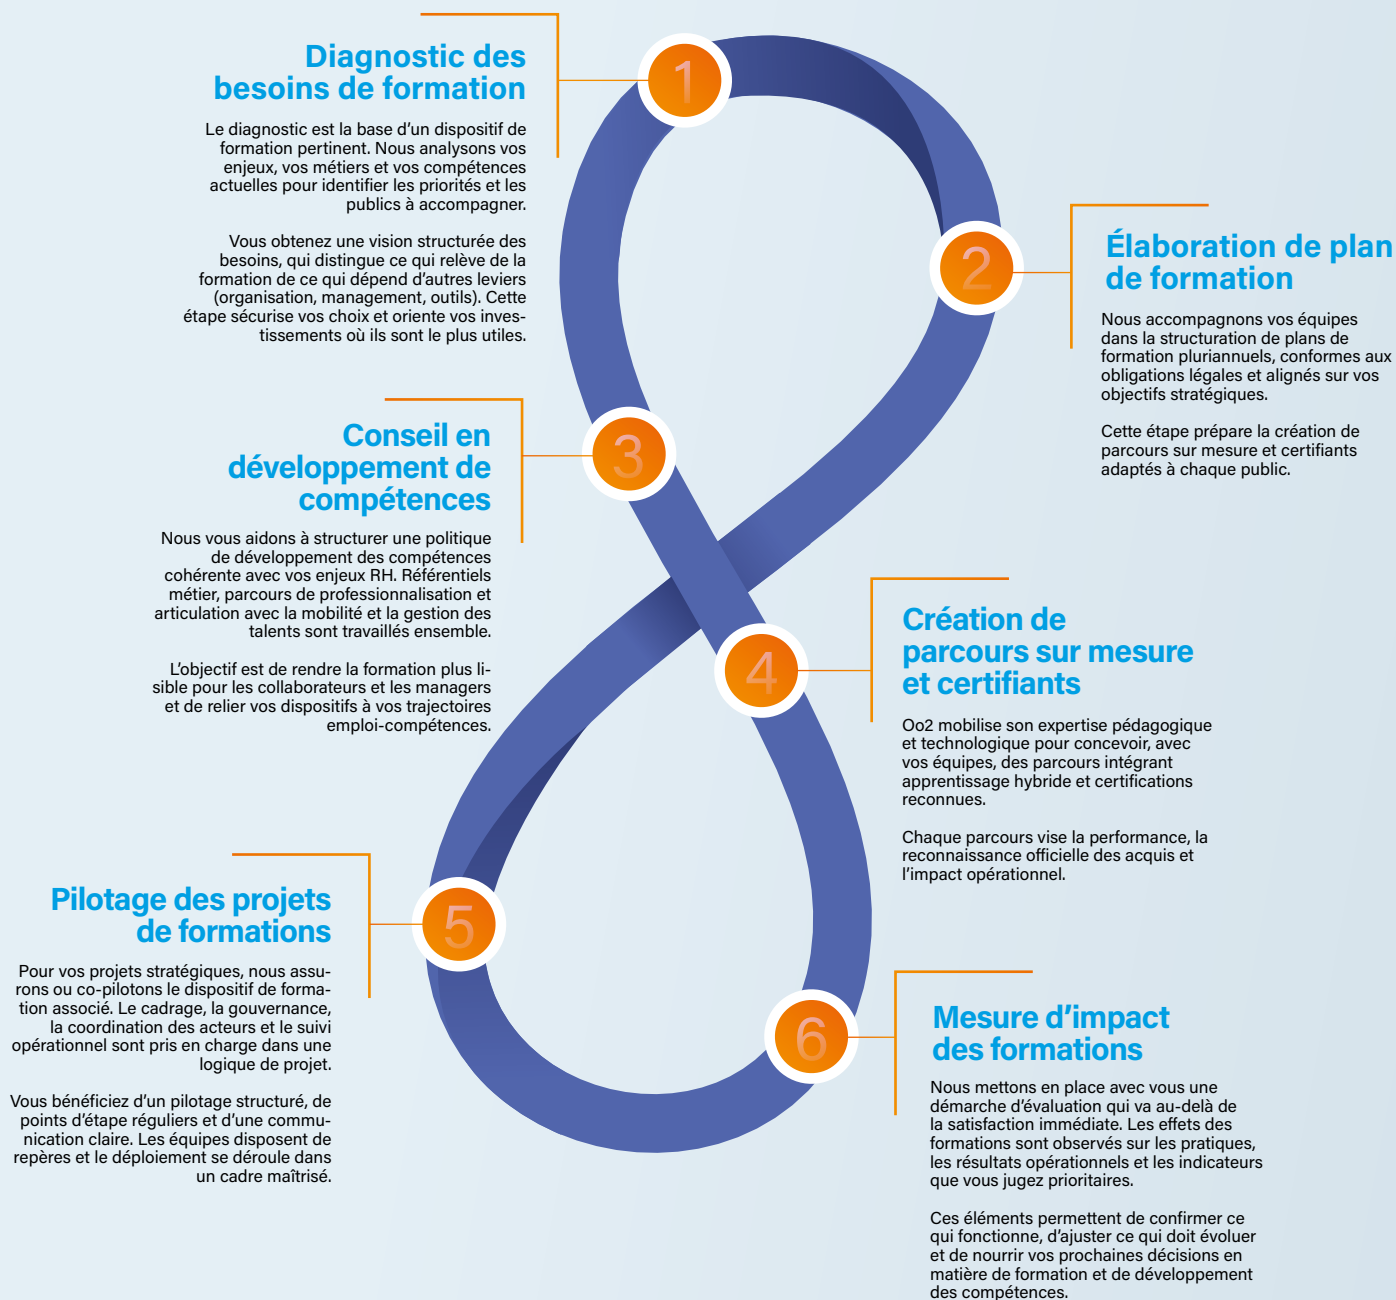 1
Diagnostic des
besoins de formation
Le diagnostic est la base d’un dispositif de
formation pertinent. Nous analysons vos
enjeux, vos métiers et vos compétences
actuelles pour identifier les priorités et les
publics à accompagner.
Vous obtenez une vision structurée des
besoins, qui distingue ce qui relève de la
formation de ce qui dépend d’autres leviers
(organisation, management, outils). Cette
étape sécurise vos choix et oriente vos inves-
tissements où ils sont le plus utiles.
2
Élaboration de plan
de formation
Nous accompagnons vos équipes
dans la structuration de plans de
formation pluriannuels, conformes aux
obligations légales et alignés sur vos
objectifs stratégiques.
Cette étape prépare la création de
parcours sur mesure et certifiants
adaptés à chaque public.
3
Conseil en
développement de
compétences
Nous vous aidons à structurer une politique
de développement des compétences
cohérente avec vos enjeux RH. Référentiels
métier, parcours de professionnalisation et
articulation avec la mobilité et la gestion des
talents sont travaillés ensemble.
L’objectif est de rendre la formation plus li-
sible pour les collaborateurs et les managers
et de relier vos dispositifs à vos trajectoires
emploi-compétences.
4
Création de
parcours sur mesure
et certifiants
Oo2 mobilise son expertise pédagogique
et technologique pour concevoir, avec
vos équipes, des parcours intégrant
apprentissage hybride et certifications
reconnues.
Chaque parcours vise la performance, la
reconnaissance officielle des acquis et
l’impact opérationnel.
5
Pilotage des projets
de formations
Pour vos projets stratégiques, nous assu-
rons ou co-pilotons le dispositif de forma-
tion associé. Le cadrage, la gouvernance,
la coordination des acteurs et le suivi
opérationnel sont pris en charge dans une
logique de projet.
Vous bénéficiez d’un pilotage structuré, de
points d’étape réguliers et d’une commu-
nication claire. Les équipes disposent de
repères et le déploiement se déroule dans
un cadre maîtrisé.
6
Mesure d’impact
des formations
Nous mettons en place avec vous une
démarche d’évaluation qui va au-delà de
la satisfaction immédiate. Les effets des
formations sont observés sur les pratiques,
les résultats opérationnels et les indicateurs
que vous jugez prioritaires.
Ces éléments permettent de confirmer ce
qui fonctionne, d’ajuster ce qui doit évoluer
et de nourrir vos prochaines décisions en
matière de formation et de développement
des compétences.